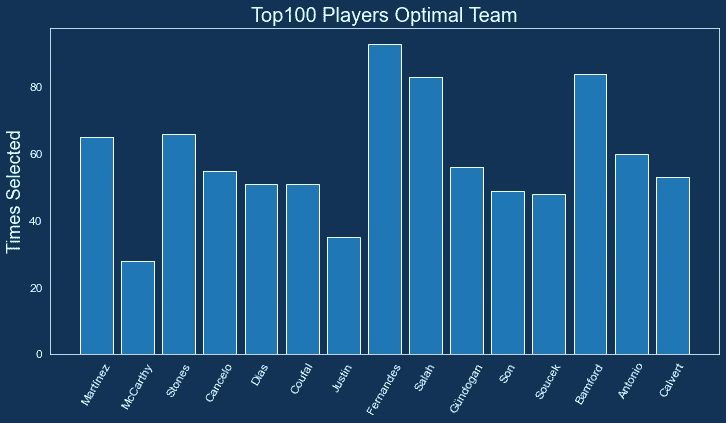 Top100 Players Optimal Team
Times Selected
80
60
40
20
0
Martínez
McCarthy
Stones
Cancelo
Dias
Coufal
Justin
Fernandes
Salah
Gündogan
Son
Soucek
Bamford
Antonio
Calvert